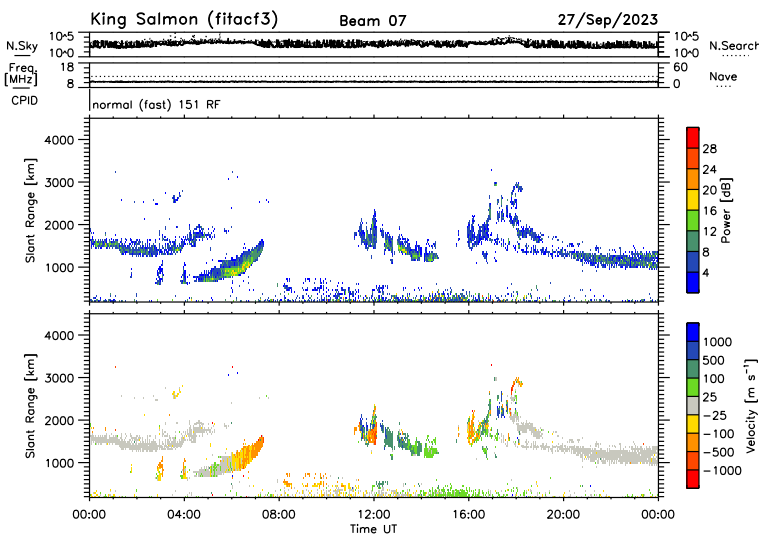 King Salmon (fitacf3) Beam 07 27/Sep/2023
N.Sky 10^5 10^0 10^5 10^0 N.Search
Freq [MHz] 18 8 60 0 Nave
CPID normal (fast) 151 RF
Slant Range [km] 4000 3000 2000 1000
Power [dB] 28 24 20 16 12 8 4
Slant Range [km] 4000 3000 2000 1000
Velocity [m s⁻¹] 1000 500 100 25 −25 −100 −500 −1000
00:00 04:00 08:00 12:00 16:00 20:00 00:00
Time UT